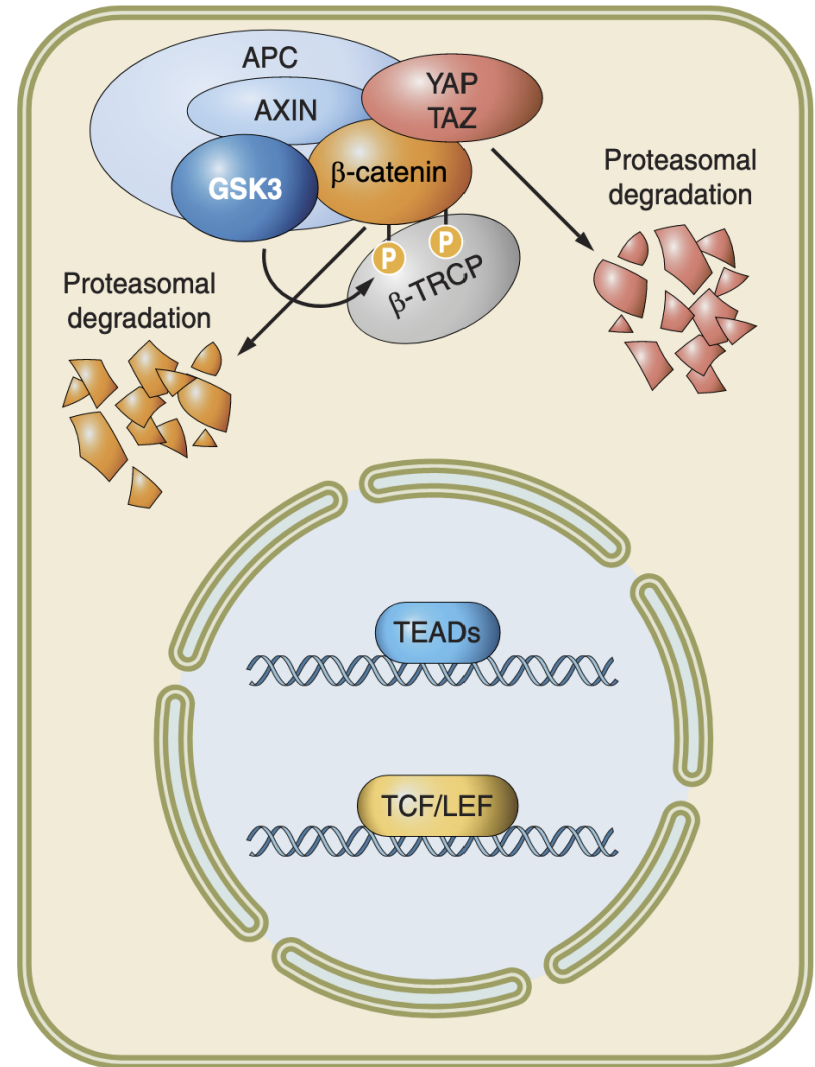 APC
AXIN
YAP
TAZ
GSK3
β-catenin
P
P
β-TRCP
Proteasomal
degradation
Proteasomal
degradation
TEADs
TCF/LEF